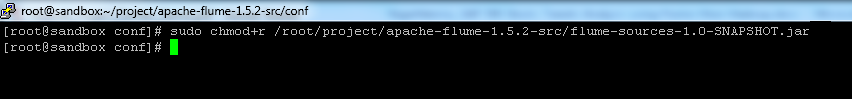 root@sandbox:~/project/apache-flume-1.5.2-src/conf
[root@sandbox conf]# sudo chmod+r /root/project/apache-flume-1.5.2-src/flume-sources-1.0-SNAPSHOT.jar
[root@sandbox conf]#